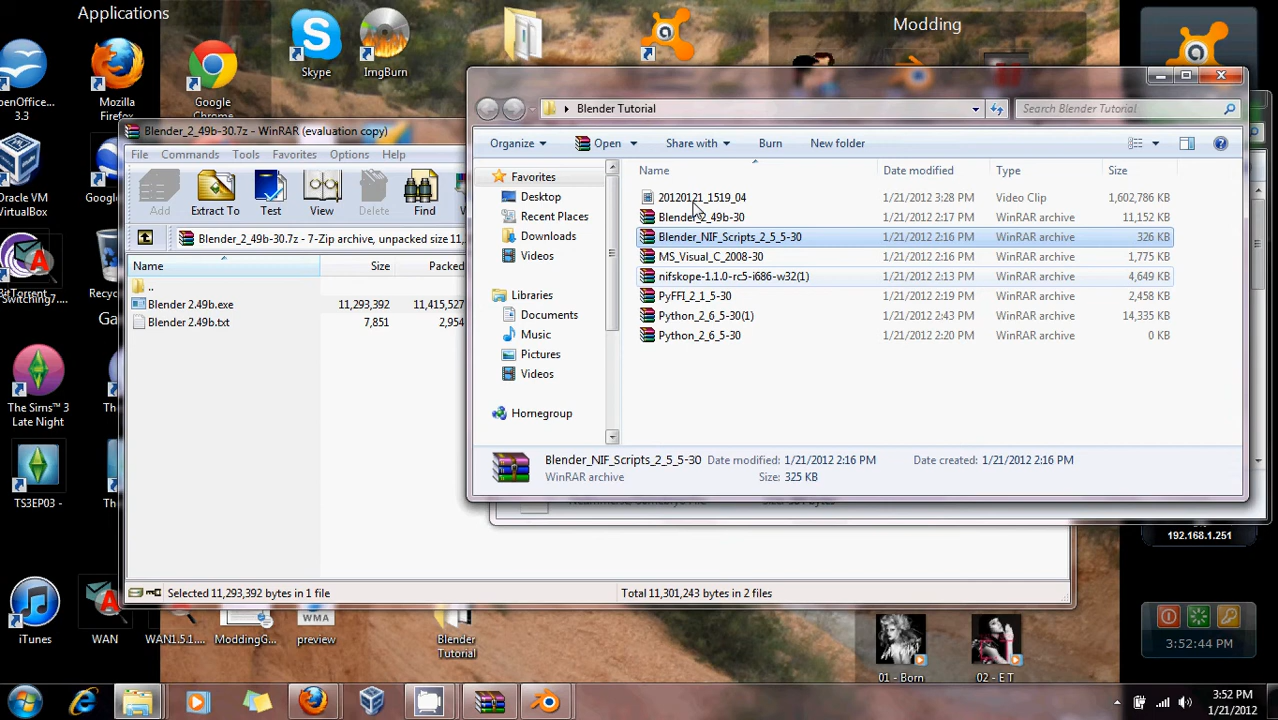 Applications
Modding
OpenOffice...
3.3
Mozilla
Firefox
Google
Chrome
Skype
ImgBurn
Oracle VM
VirtualBox
Google
BitTorrent
Switching7...
Recyc
Ga
The Sims™ 3
Late Night
TS3EP03 -
Th
Th
iTunes
WAN
WAN1.5.1....
ModdingG...
preview
Blender
Tutorial
01 - Born
02 - E.T
192.168.1.251
3:52:44 PM
Blender_2_49b-30.7z - WinRAR (evaluation copy)
File Commands Tools Favorites Options Help
Add Extract To Test View Delete Find
Blender_2_49b-30.7z - 7-Zip archive, unpacked size 11,
Name Size Packed
..
Blender 2.49b.exe 11,293,392 11,415,527
Blender 2.49b.txt 7,851 2,954
Selected 11,293,392 bytes in 1 file
Total 11,301,243 bytes in 2 files
Blender Tutorial
Search Blender Tutorial
Organize Open Share with Burn New folder
Favorites
Desktop
Recent Places
Downloads
Videos
Libraries
Documents
Music
Pictures
Videos
Homegroup
Name Date modified Type Size
20120121_1519_04 1/21/2012 3:28 PM Video Clip 1,602,786 KB
Blender_2_49b-30 1/21/2012 2:17 PM WinRAR archive 11,152 KB
Blender_NIF_Scripts_2_5_5-30 1/21/2012 2:16 PM WinRAR archive 326 KB
MS_Visual_C_2008-30 1/21/2012 2:16 PM WinRAR archive 1,775 KB
nifskope-1.1.0-rc5-i686-w32(1) 1/21/2012 2:13 PM WinRAR archive 4,649 KB
PyFFI_2_1_5-30 1/21/2012 2:19 PM WinRAR archive 2,458 KB
Python_2_6_5-30(1) 1/21/2012 2:43 PM WinRAR archive 14,335 KB
Python_2_6_5-30 1/21/2012 2:20 PM WinRAR archive 0 KB
Blender_NIF_Scripts_2_5_5-30 Date modified: 1/21/2012 2:16 PM Date created: 1/21/2012 2:16 PM
WinRAR archive Size: 325 KB
3:52 PM
1/21/2012